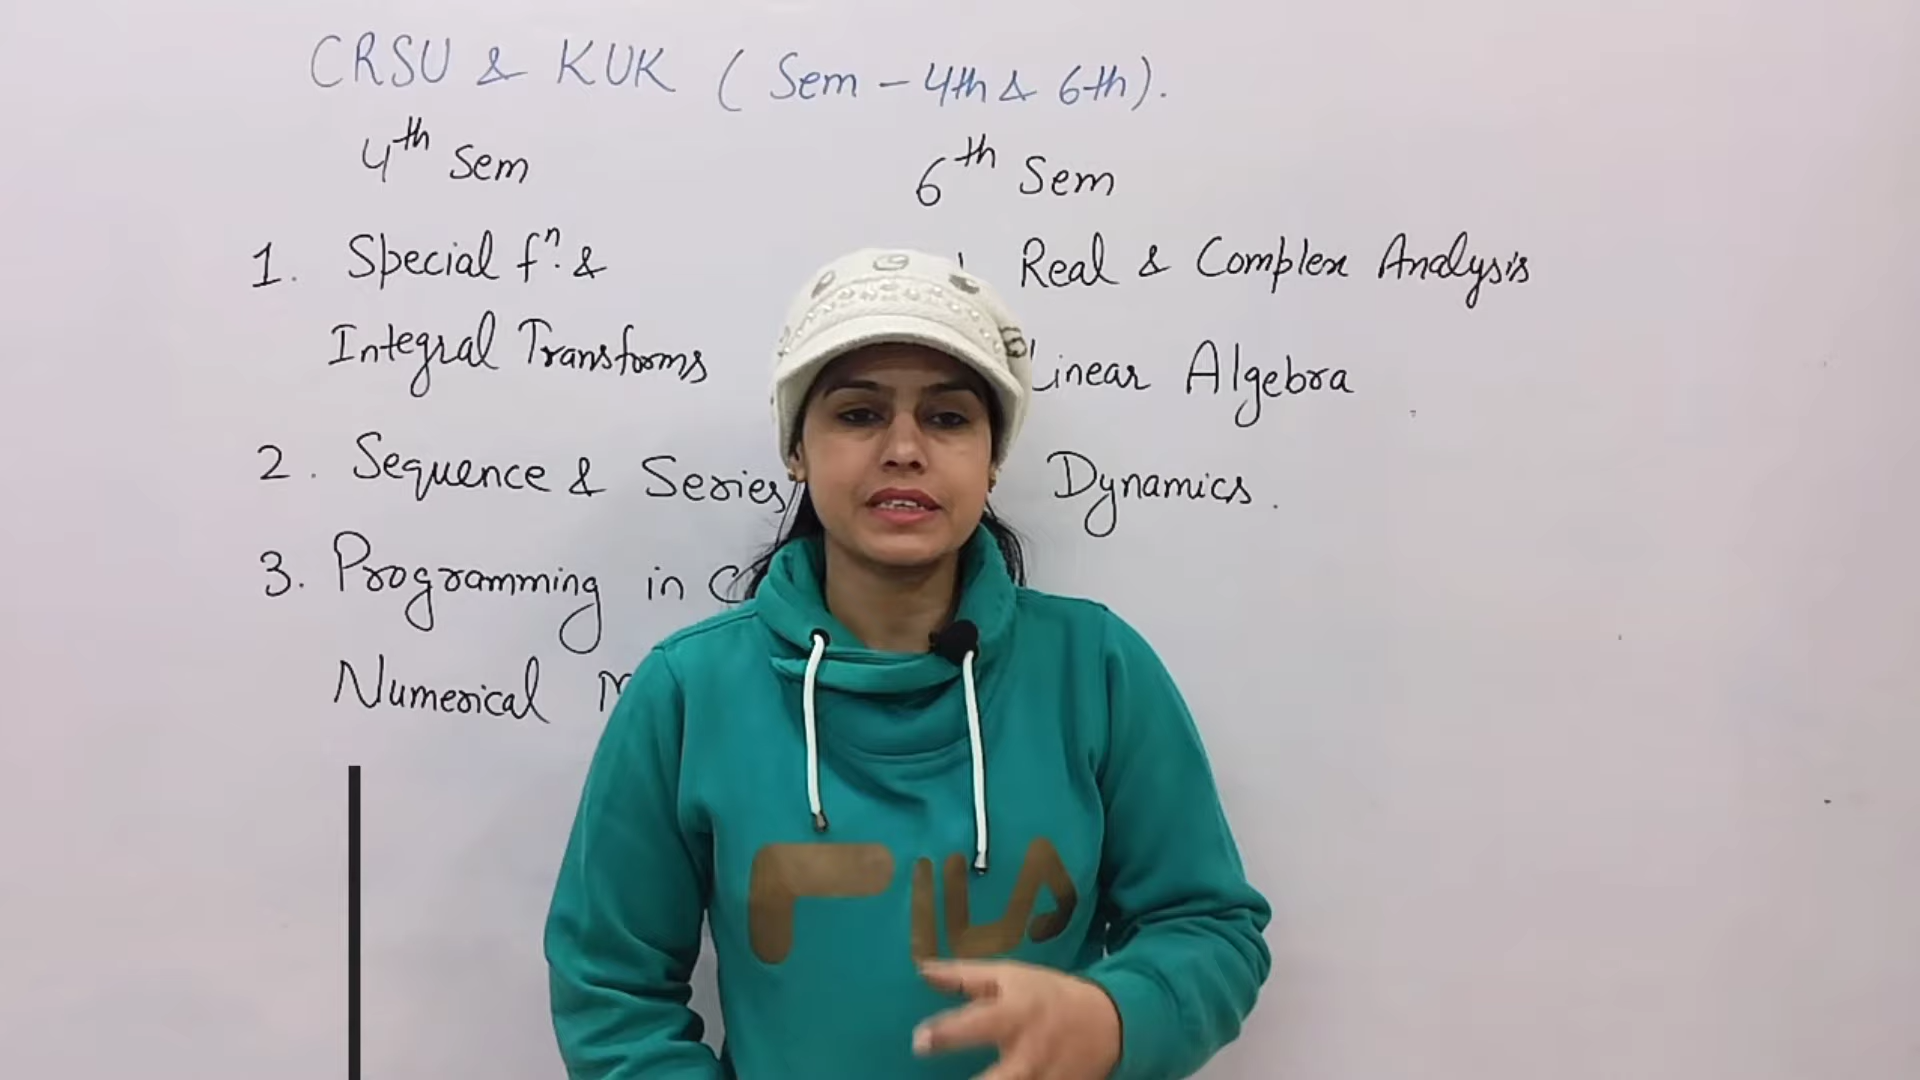 CRSU & KUK ( Sem - 4th & 6th).
4th Sem
1. Special fn. &
Integral Transforms
2. Sequence & Series
3. Programming in C
Numerical
6th Sem
Real & Complex Analysis
Linear Algebra
Dynamics.
FILA